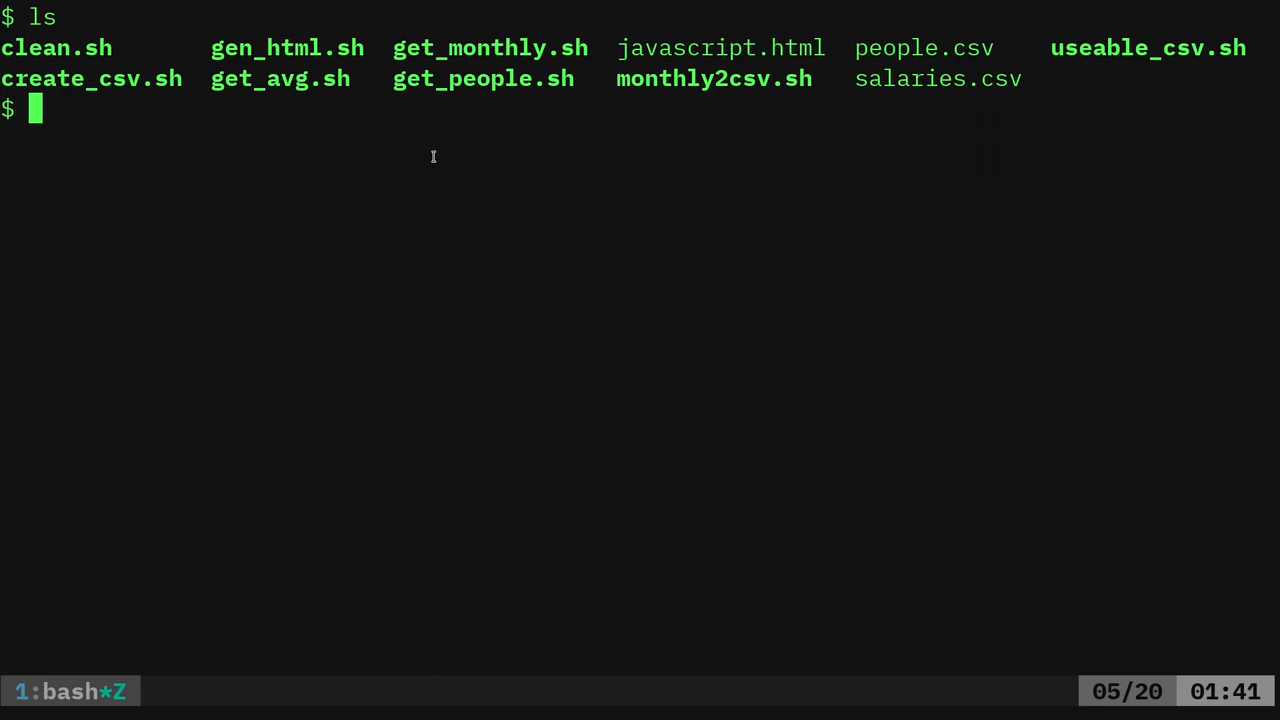 $ ls
clean.sh gen_html.sh get_monthly.sh javascript.html people.csv useable_csv.sh
create_csv.sh get_avg.sh get_people.sh monthly2csv.sh salaries.csv
$
1:bash*Z 05/20 01:41